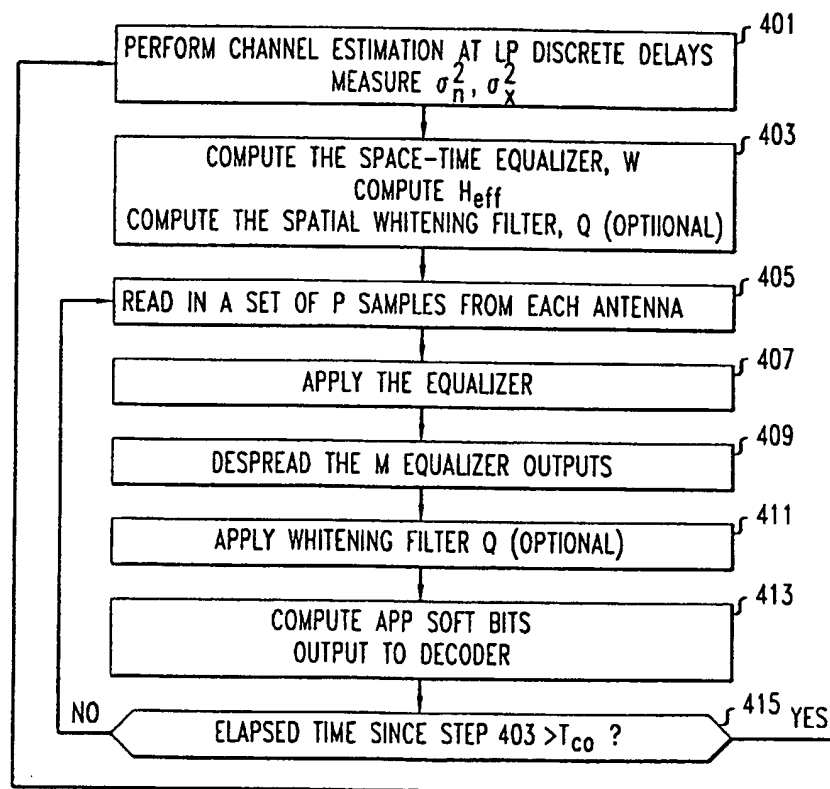 401
PERFORM CHANNEL ESTIMATION AT LP DISCRETE DELAYS
MEASURE σ²n, σ²x
403
COMPUTE THE SPACE-TIME EQUALIZER, W
COMPUTE Heff
COMPUTE THE SPATIAL WHITENING FILTER, Q (OPTIIONAL)
405
READ IN A SET OF P SAMPLES FROM EACH ANTENNA
407
APPLY THE EQUALIZER
409
DESPREAD THE M EQUALIZER OUTPUTS
411
APPLY WHITENING FILTER Q (OPTIONAL)
413
COMPUTE APP SOFT BITS
OUTPUT TO DECODER
415
NO
ELAPSED TIME SINCE STEP 403 >Tco ?
YES